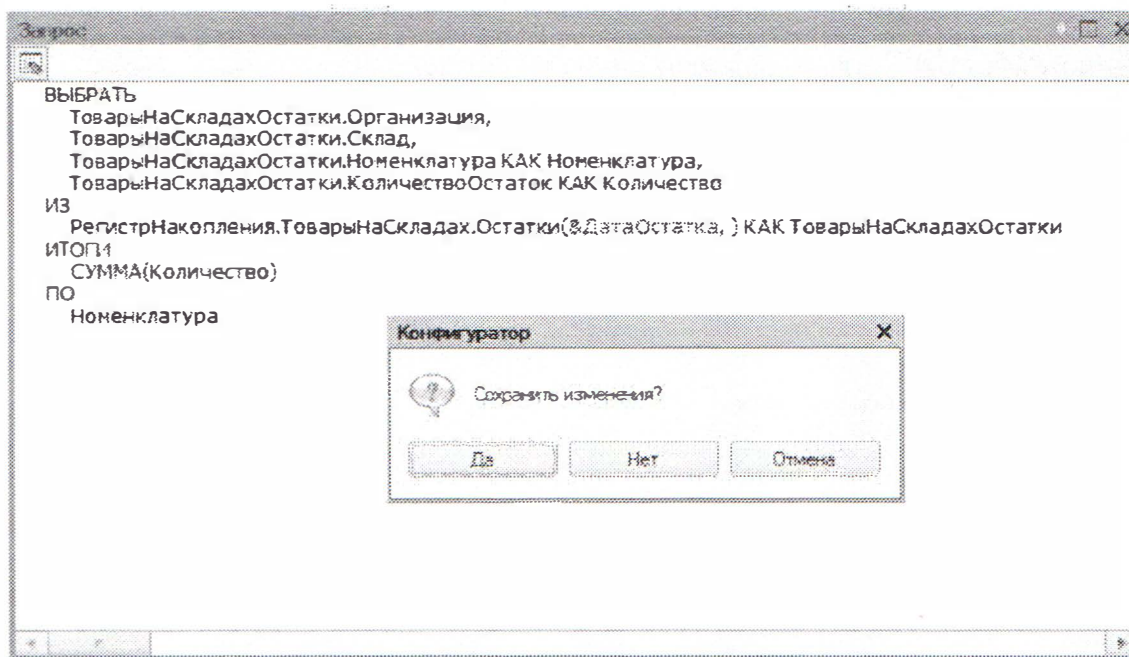 Запрос
ВЫБРАТЬ
ТоварыНаСкладахОстатки.Организация,
ТоварыНаСкладахОстатки.Склад,
ТоварыНаСкладахОстатки.Номенклатура КАК Номенклатура,
ТоварыНаСкладахОстатки.КоличествоОстаток КАК Количество
ИЗ
РегистрНакопления.ТоварыНаСкладах.Остатки(&ДатаОстатка, ) КАК ТоварыНаСкладахОстатки
ИТОГИ
СУММА(Количество)
ПО
Номенклатура
Конфигуратор
Сохранить изменения?
Да
Нет
Отмена